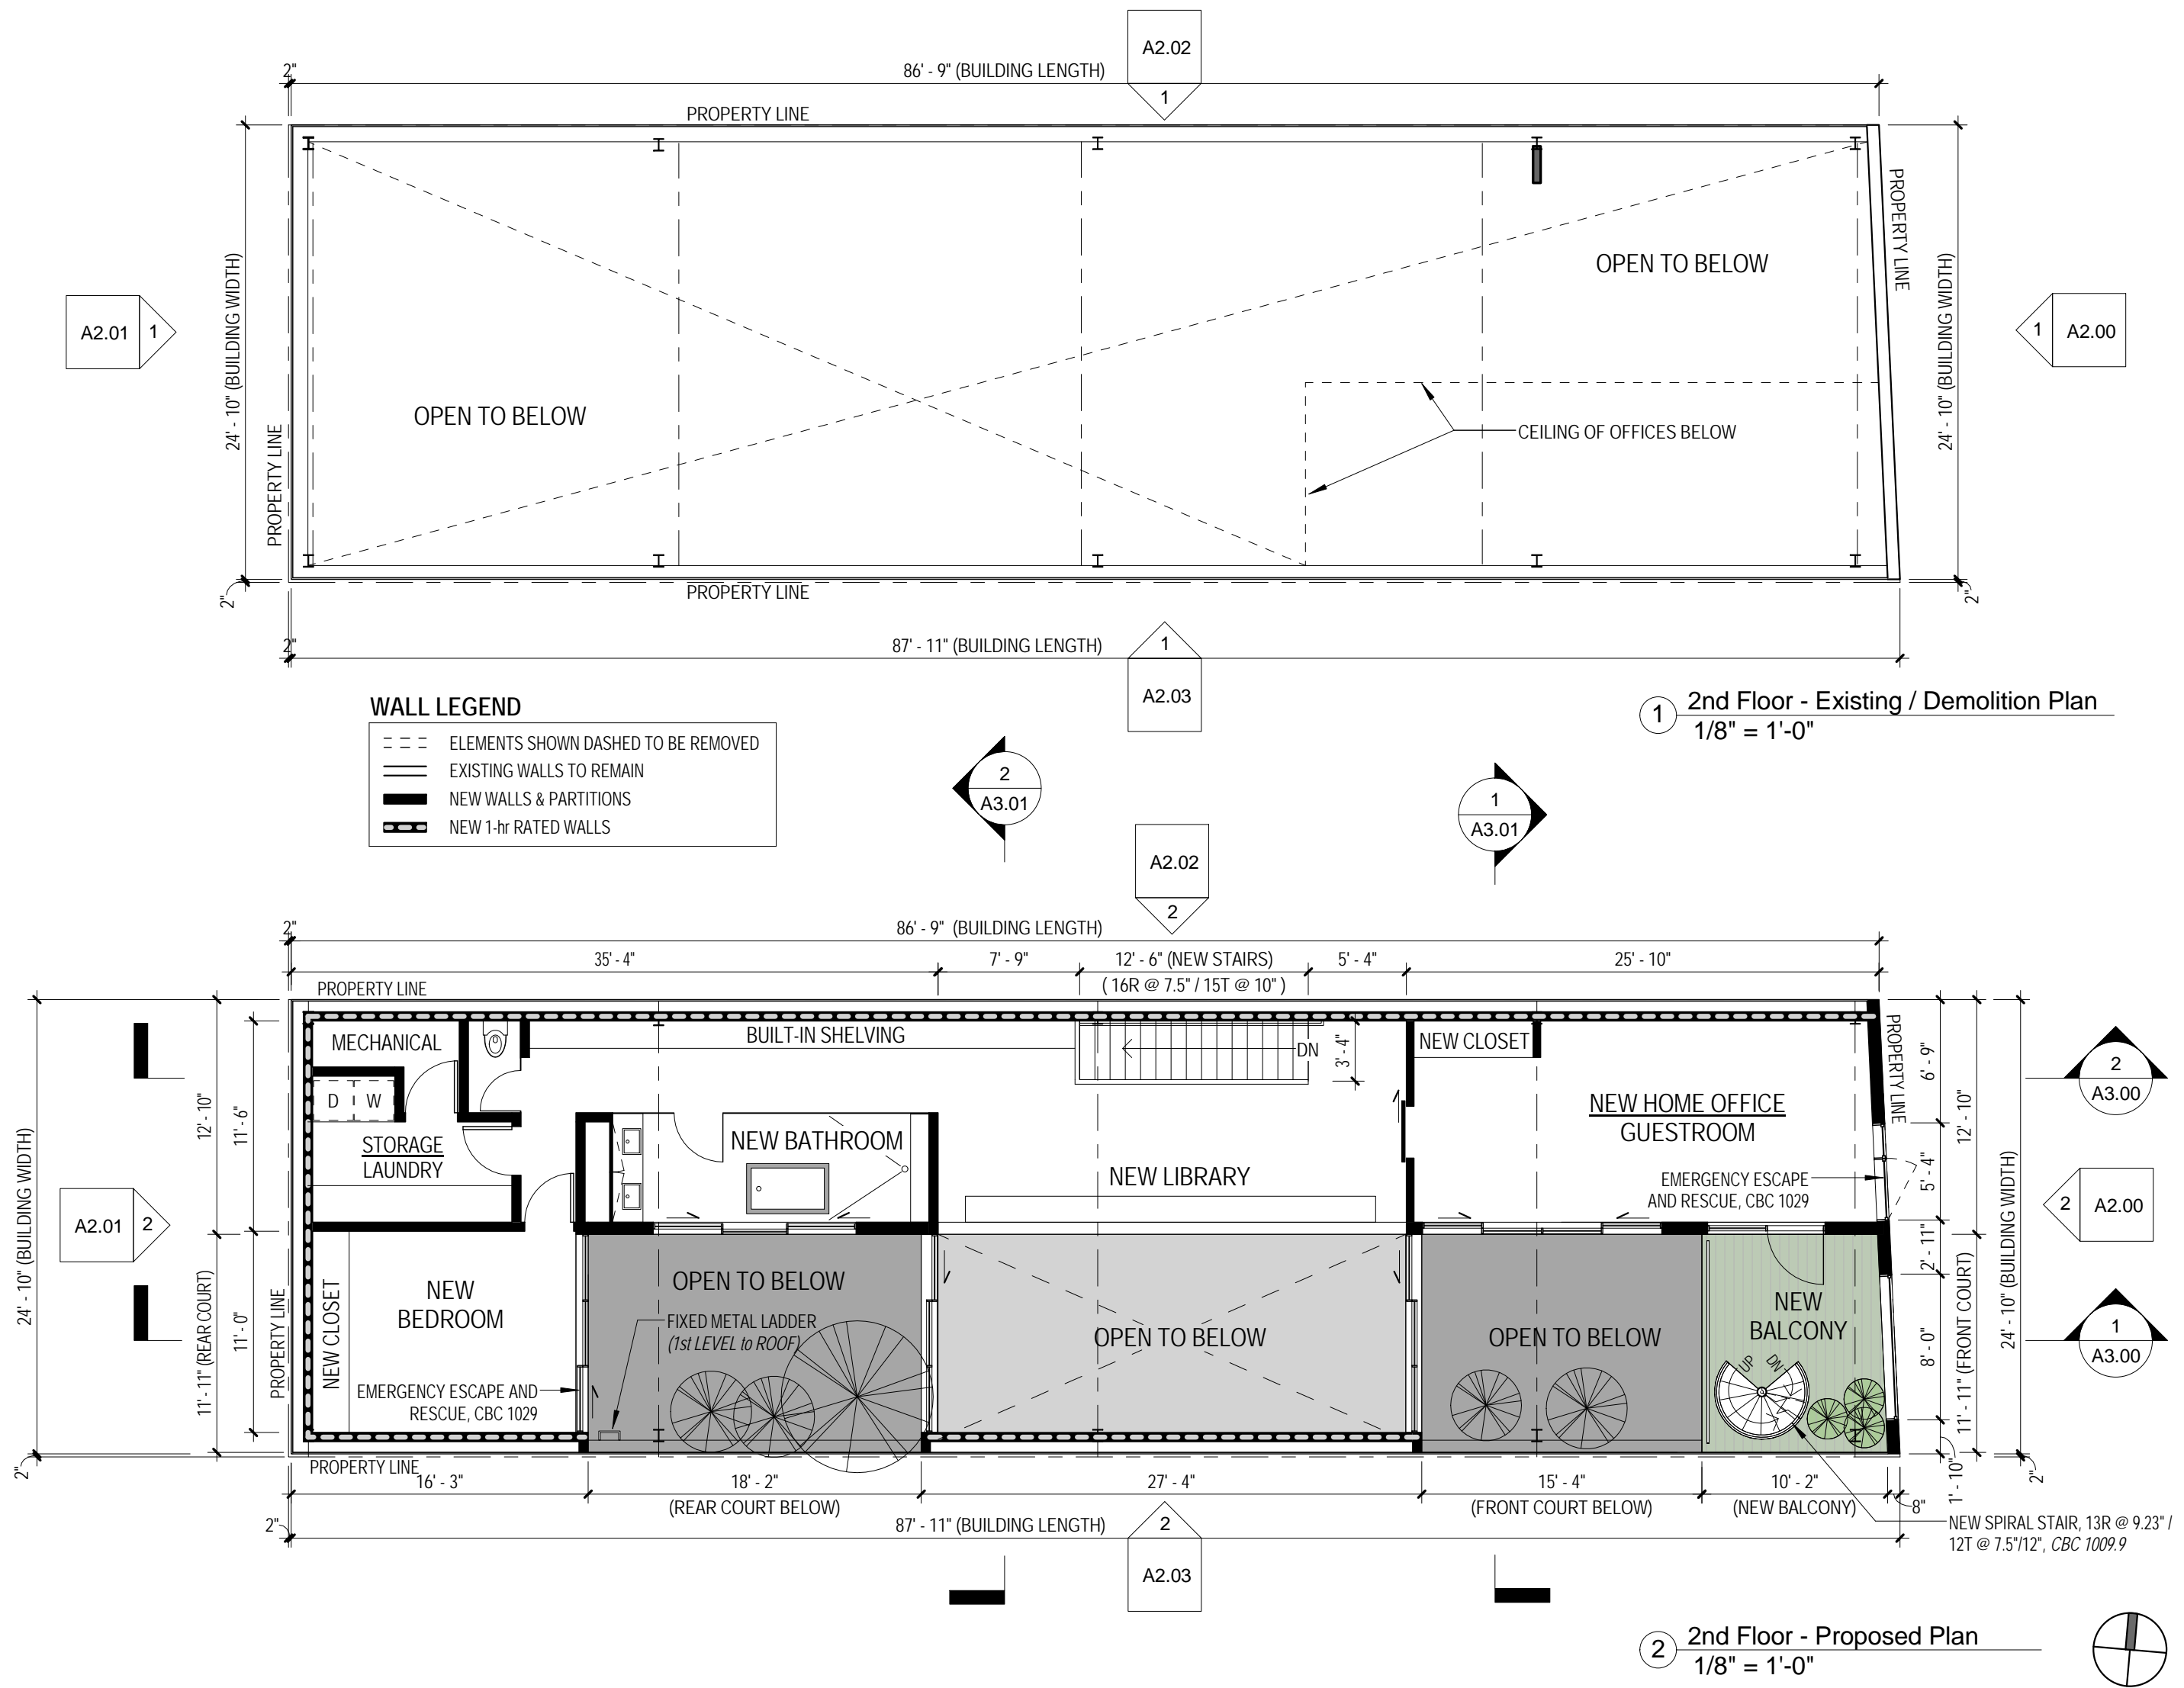 A2.02
1
2"
86' - 9" (BUILDING LENGTH)
PROPERTY LINE
24' - 10" (BUILDING WIDTH)
PROPERTY LINE
A2.01
1
OPEN TO BELOW
OPEN TO BELOW
CEILING OF OFFICES BELOW
PROPERTY LINE
24' - 10" (BUILDING WIDTH)
1
A2.00
2"
2"
PROPERTY LINE
2"
87' - 11" (BUILDING LENGTH)
1
A2.03
1
2nd Floor - Existing / Demolition Plan
1/8" = 1'-0"
WALL LEGEND
ELEMENTS SHOWN DASHED TO BE REMOVED
EXISTING WALLS TO REMAIN
NEW WALLS & PARTITIONS
NEW 1-hr RATED WALLS
2
A3.01
1
A3.01
A2.02
2
2"
86' - 9" (BUILDING LENGTH)
35' - 4"
7' - 9"
12' - 6" (NEW STAIRS)
5' - 4"
25' - 10"
( 16R @ 7.5" / 15T @ 10" )
PROPERTY LINE
MECHANICAL
BUILT-IN SHELVING
DN
3' - 4"
NEW CLOSET
PROPERTY LINE
6' - 9"
12' - 10"
2
A3.00
D
W
STORAGE
LAUNDRY
NEW BATHROOM
NEW LIBRARY
NEW HOME OFFICE
GUESTROOM
EMERGENCY ESCAPE
AND RESCUE, CBC 1029
5' - 4"
12' - 10"
11' - 6"
24' - 10" (BUILDING WIDTH)
A2.01
2
2
A2.00
24' - 10" (BUILDING WIDTH)
2' - 11"
11' - 11" (REAR COURT)
11' - 0"
PROPERTY LINE
NEW CLOSET
NEW
BEDROOM
EMERGENCY ESCAPE AND
RESCUE, CBC 1029
OPEN TO BELOW
FIXED METAL LADDER
(1st LEVEL to ROOF)
OPEN TO BELOW
OPEN TO BELOW
NEW
BALCONY
UP
DN
8' - 0"
11' - 11" (FRONT COURT)
1
A3.00
2"
PROPERTY LINE
16' - 3"
18' - 2"
27' - 4"
15' - 4"
10' - 2"
8"
1' - 10"
2"
(REAR COURT BELOW)
(FRONT COURT BELOW)
(NEW BALCONY)
2"
87' - 11" (BUILDING LENGTH)
2
A2.03
NEW SPIRAL STAIR, 13R @ 9.23" /
12T @ 7.5"/12", CBC 1009.9
2
2nd Floor - Proposed Plan
1/8" = 1'-0"